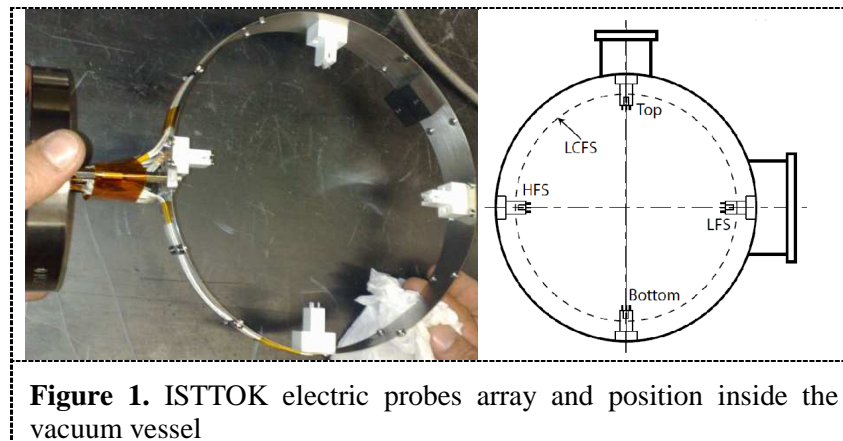 Top
LCFS
HFS
LFS
Bottom
Figure 1. ISTTOK electric probes array and position inside the
vacuum vessel